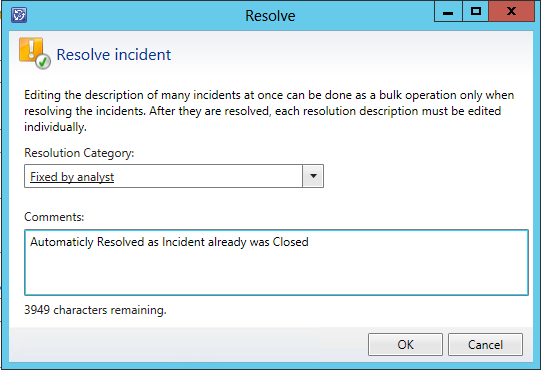 Resolve
Resolve incident
Editing the description of many incidents at once can be done as a bulk operation only when
resolving the incidents. After they are resolved, each resolution description must be edited
individually.
Resolution Category:
Fixed by analyst
Comments:
Automaticly Resolved as Incident already was Closed
3949 characters remaining.
OK
Cancel